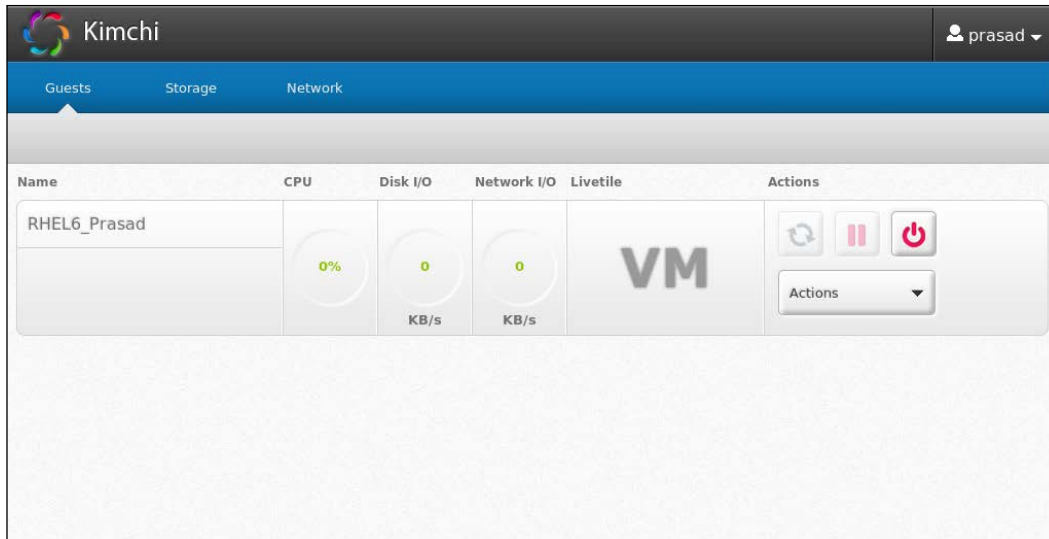 Kimchi
prasad
Guests Storage Network
Name CPU Disk I/O Network I/O Livetile Actions
RHEL6_Prasad
0% 0 0 VM
Actions
KB/s KB/s